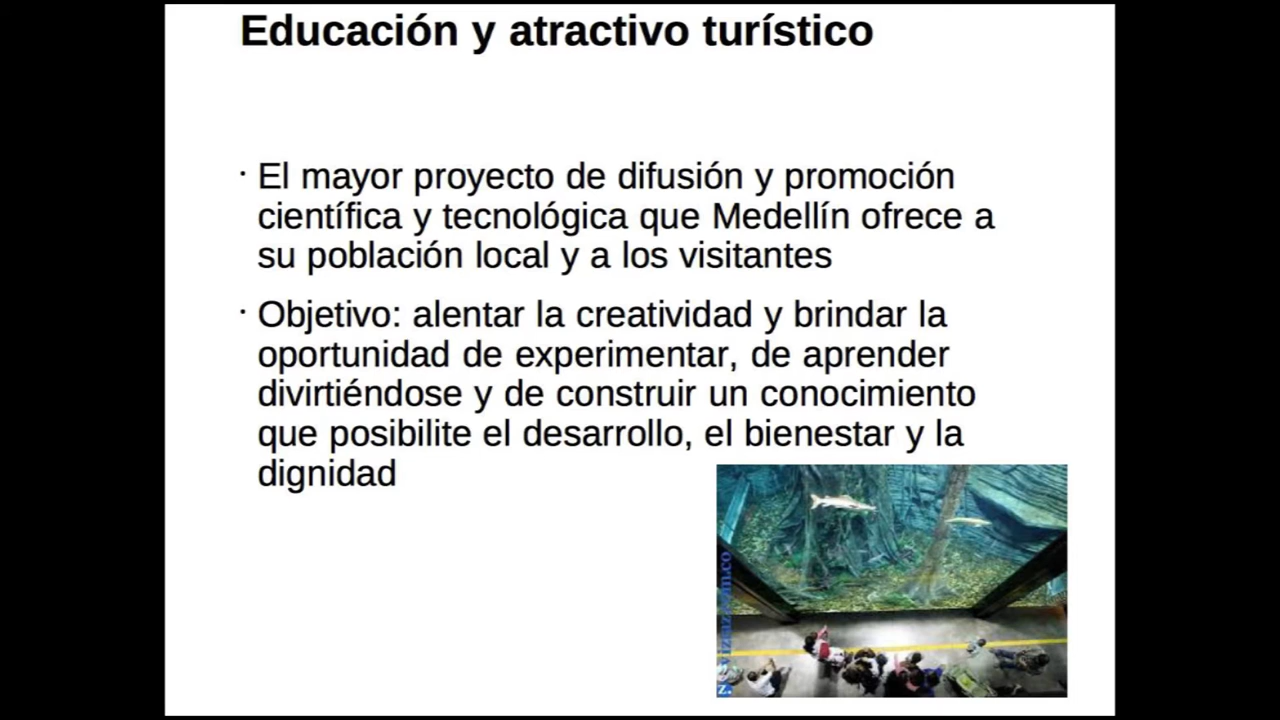 Educación y atractivo turístico
· El mayor proyecto de difusión y promoción
científica y tecnológica que Medellín ofrece a
su población local y a los visitantes
· Objetivo: alentar la creatividad y brindar la
oportunidad de experimentar, de aprender
divirtiéndose y de construir un conocimiento
que posibilite el desarrollo, el bienestar y la
dignidad